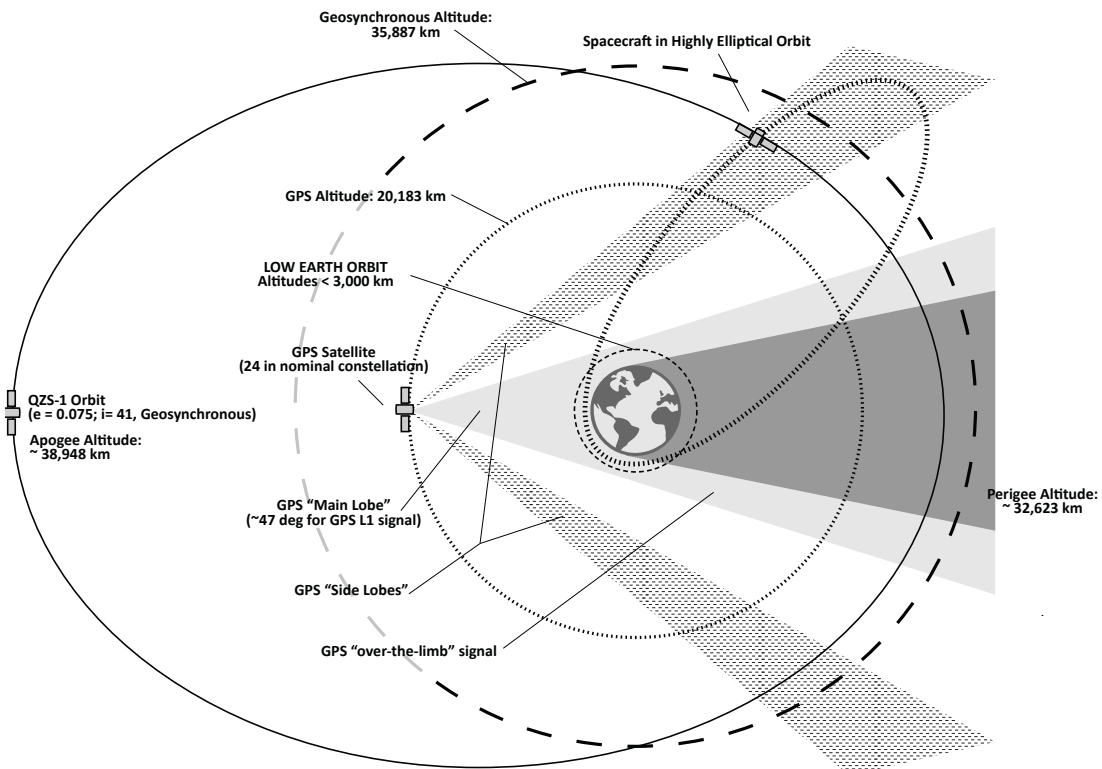 Geosynchronous Altitude:
35,887 km
Spacecraft in Highly Elliptical Orbit
GPS Altitude: 20,183 km
LOW EARTH ORBIT
Altitudes < 3,000 km
GPS Satellite
(24 in nominal constellation)
QZS-1 Orbit
(e = 0.075; i= 41, Geosynchronous)
Apogee Altitude:
~ 38,948 km
Perigee Altitude:
~ 32,623 km
GPS “Main Lobe”
(~47 deg for GPS L1 signal)
GPS “Side Lobes”
GPS “over-the-limb” signal